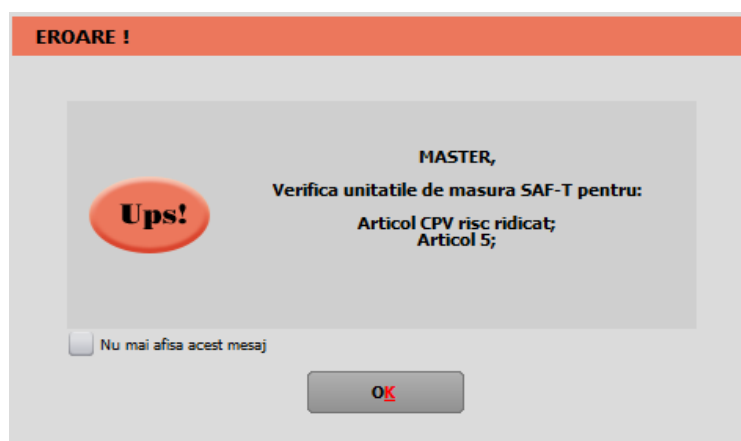 EROARE !
MASTER,
Verifica unitatile de masura SAF-T pentru:
Ups!
Articol CPV risc ridicat;
Articol 5;
Nu mai afisa acest mesaj
OK